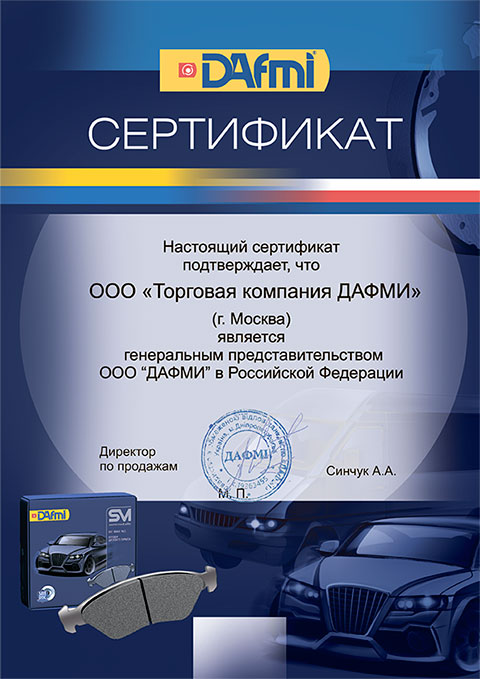 DAfmi
СЕРТИФИКАТ
Настоящий сертификат
подтверждает, что
ООО «Торговая компания ДАФМИ»
(г. Москва)
является
генеральным представительством
ООО “ДАФМИ” в Российской Федерации
Директор
по продажам
ДАФМІ
Синчук А.А.
М. П.
DAfmi
SM